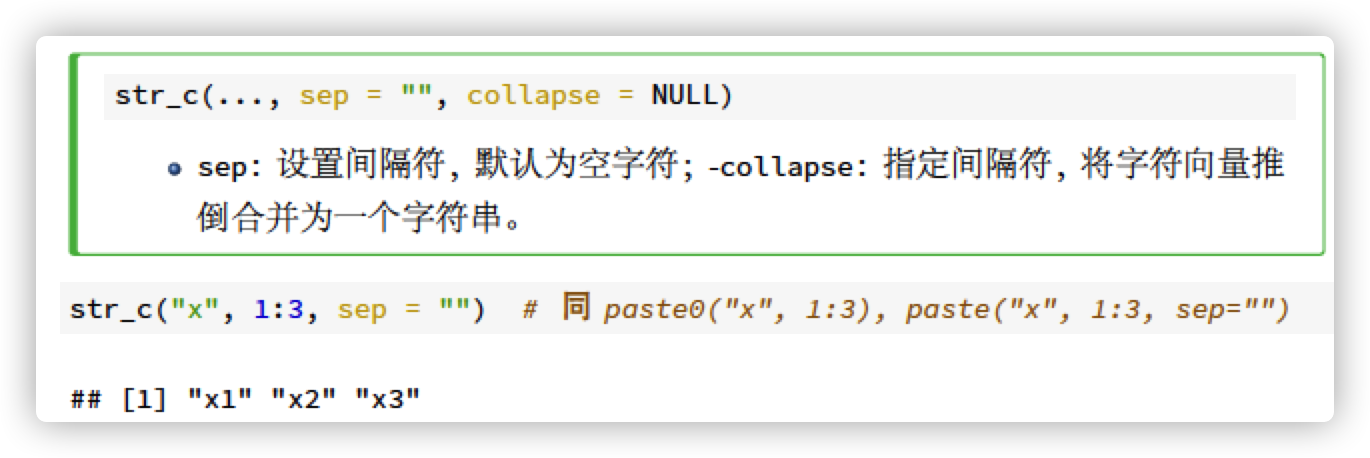 str_c(..., sep = "", collapse = NULL)
sep: 设置间隔符，默认为空字符；-collapse: 指定间隔符，将字符向量推
倒合并为一个字符串。
str_c("x", 1:3, sep = "")  # 同 paste0("x", 1:3), paste("x", 1:3, sep="")
## [1] "x1" "x2" "x3"